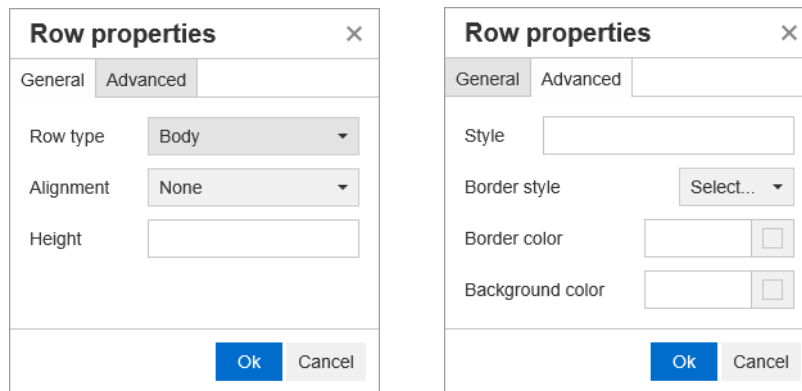 Row properties ×
General Advanced
Row type Body
Alignment None
Height
Ok Cancel
Row properties ×
General Advanced
Style
Border style Select...
Border color
Background color
Ok Cancel